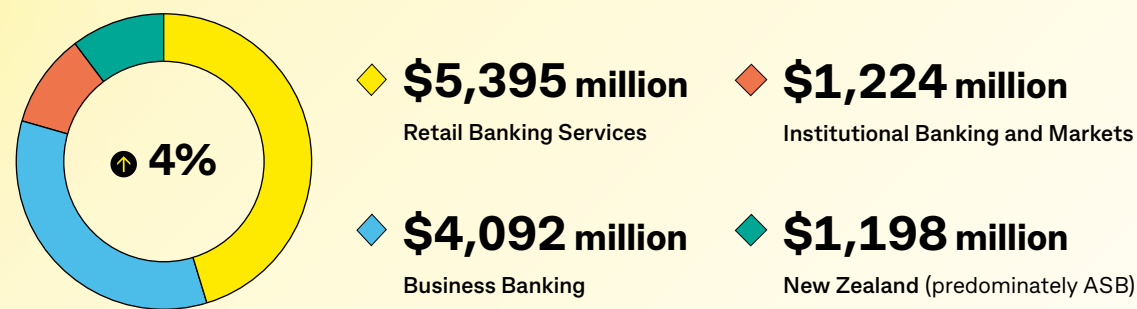 4%
$5,395 million
Retail Banking Services
$1,224 million
Institutional Banking and Markets
$4,092 million
Business Banking
$1,198 million
New Zealand (predominately ASB)